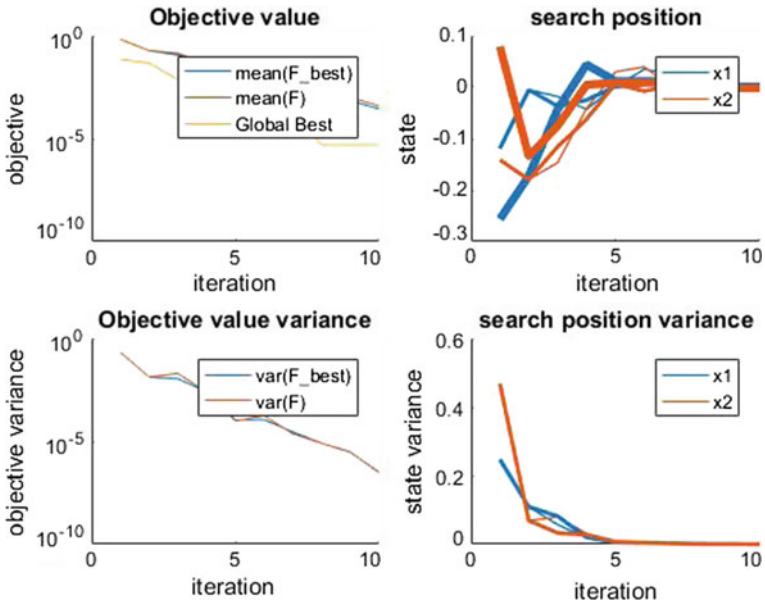 Objective value
10^0
10^-5
10^-10
objective
0
5
10
iteration
mean(F_best)
mean(F)
Global Best
search position
0.1
0
-0.1
-0.2
-0.3
state
0
5
10
iteration
x1
x2
Objective value variance
10^0
10^-5
10^-10
objective variance
0
5
10
iteration
var(F_best)
var(F)
search position variance
0.6
0.4
0.2
0
state variance
0
5
10
iteration
x1
x2